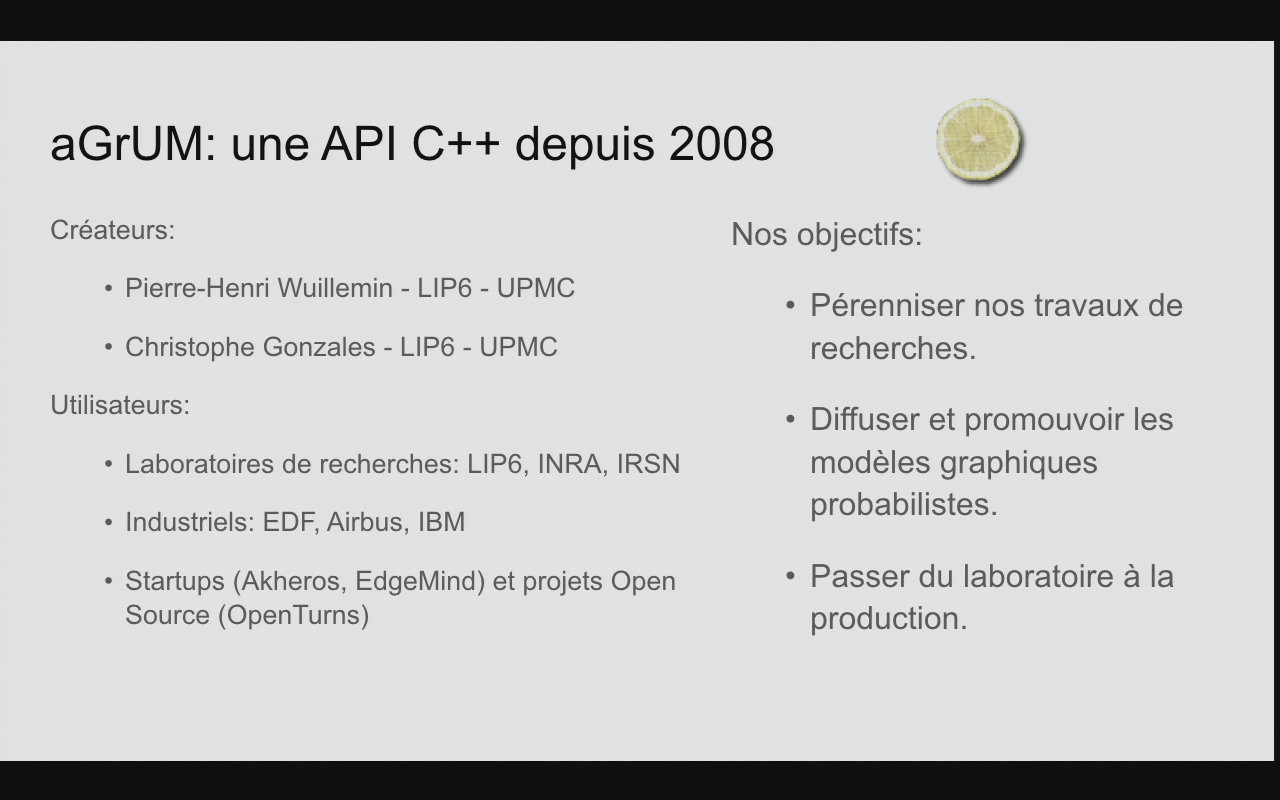 aGrUM: une API C++ depuis 2008
Créateurs:
• Pierre-Henri Wuillemin - LIP6 - UPMC
• Christophe Gonzales - LIP6 - UPMC
Utilisateurs:
• Laboratoires de recherches: LIP6, INRA, IRSN
• Industriels: EDF, Airbus, IBM
• Startups (Akheros, EdgeMind) et projets Open
Source (OpenTurns)
Nos objectifs:
• Pérenniser nos travaux de
recherches.
• Diffuser et promouvoir les
modèles graphiques
probabilistes.
• Passer du laboratoire à la
production.